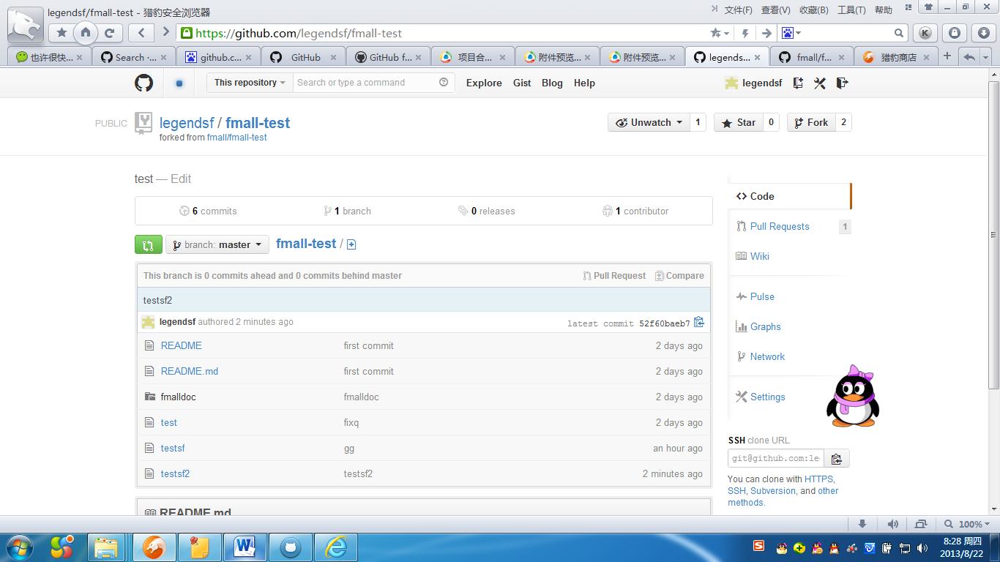 legendsf/fmall-test - 猎豹安全浏览器
文件(F) 查看(V) 收藏(B) 工具(T) 帮助
https://github.com/legendsf/fmall-test
K
也许很快... Search ·... github.c... GitHub GitHub f... 项目合... 附件预览... 附件预览... legends... fmall/f... 猎豹商店
This repository Search or type a command Explore Gist Blog Help legendsf
PUBLIC legendsf / fmall-test
forked from fmall/fmall-test
Unwatch 1 Star 0 Fork 2
test — Edit
6 commits 1 branch 0 releases 1 contributor
branch: master fmall-test /
This branch is 0 commits ahead and 0 commits behind master Pull Request Compare
testsf2
legendsf authored 2 minutes ago latest commit 52f60baeb7
README first commit 2 days ago
README.md first commit 2 days ago
fmalldoc fmalldoc 2 days ago
test fixq 2 days ago
testsf gg an hour ago
testsf2 testsf2 2 minutes ago
README.md
Code
Pull Requests 1
Wiki
Pulse
Graphs
Network
Settings
SSH clone URL
git@github.com:le
You can clone with HTTPS,
SSH, Subversion, and other
methods.
100%
8:28 周四
2013/8/22